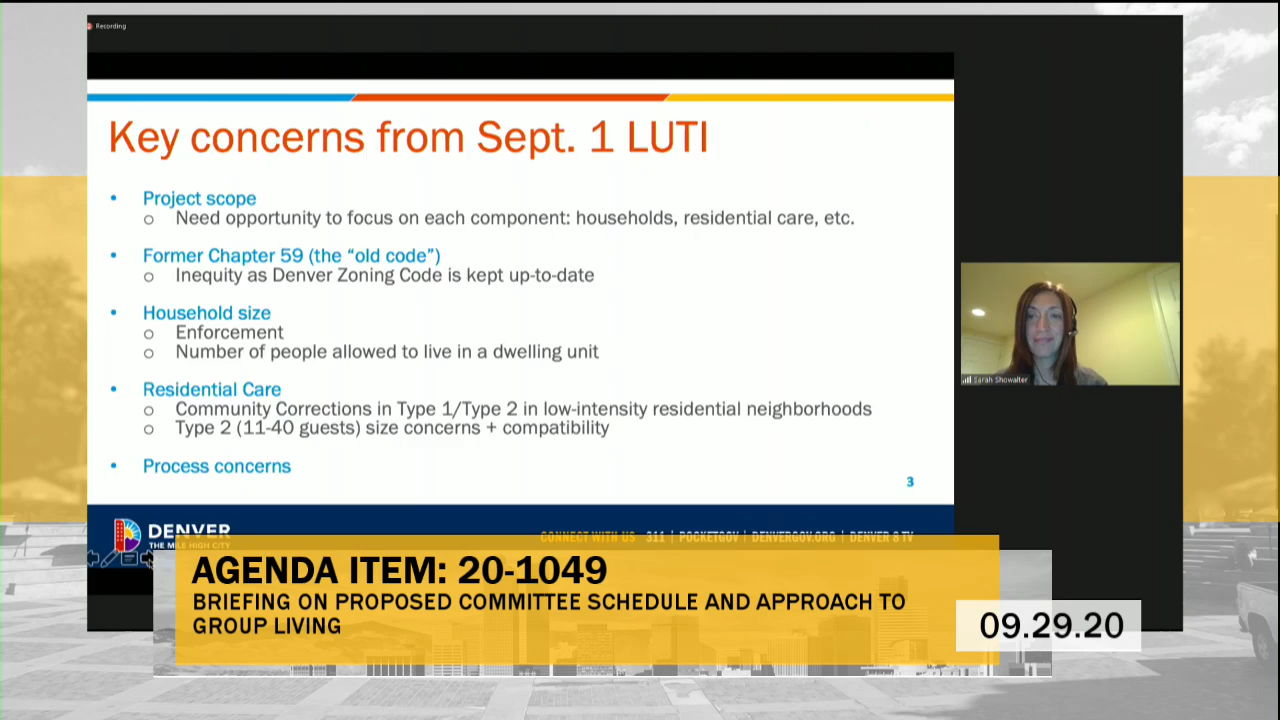 Recording
Key concerns from Sept. 1 LUTI
• Project scope
o Need opportunity to focus on each component: households, residential care, etc.
• Former Chapter 59 (the “old code”)
o Inequity as Denver Zoning Code is kept up-to-date
• Household size
o Enforcement
o Number of people allowed to live in a dwelling unit
• Residential Care
o Community Corrections in Type 1/Type 2 in low-intensity residential neighborhoods
o Type 2 (11-40 guests) size concerns + compatibility
• Process concerns
3
Sarah Showalter
DENVER
THE MILE HIGH CITY
CONNECT WITH US 311 | POCKETGOV | DENVERGOV.ORG | DENVER 8 TV
AGENDA ITEM: 20-1049
BRIEFING ON PROPOSED COMMITTEE SCHEDULE AND APPROACH TO
GROUP LIVING
09.29.20